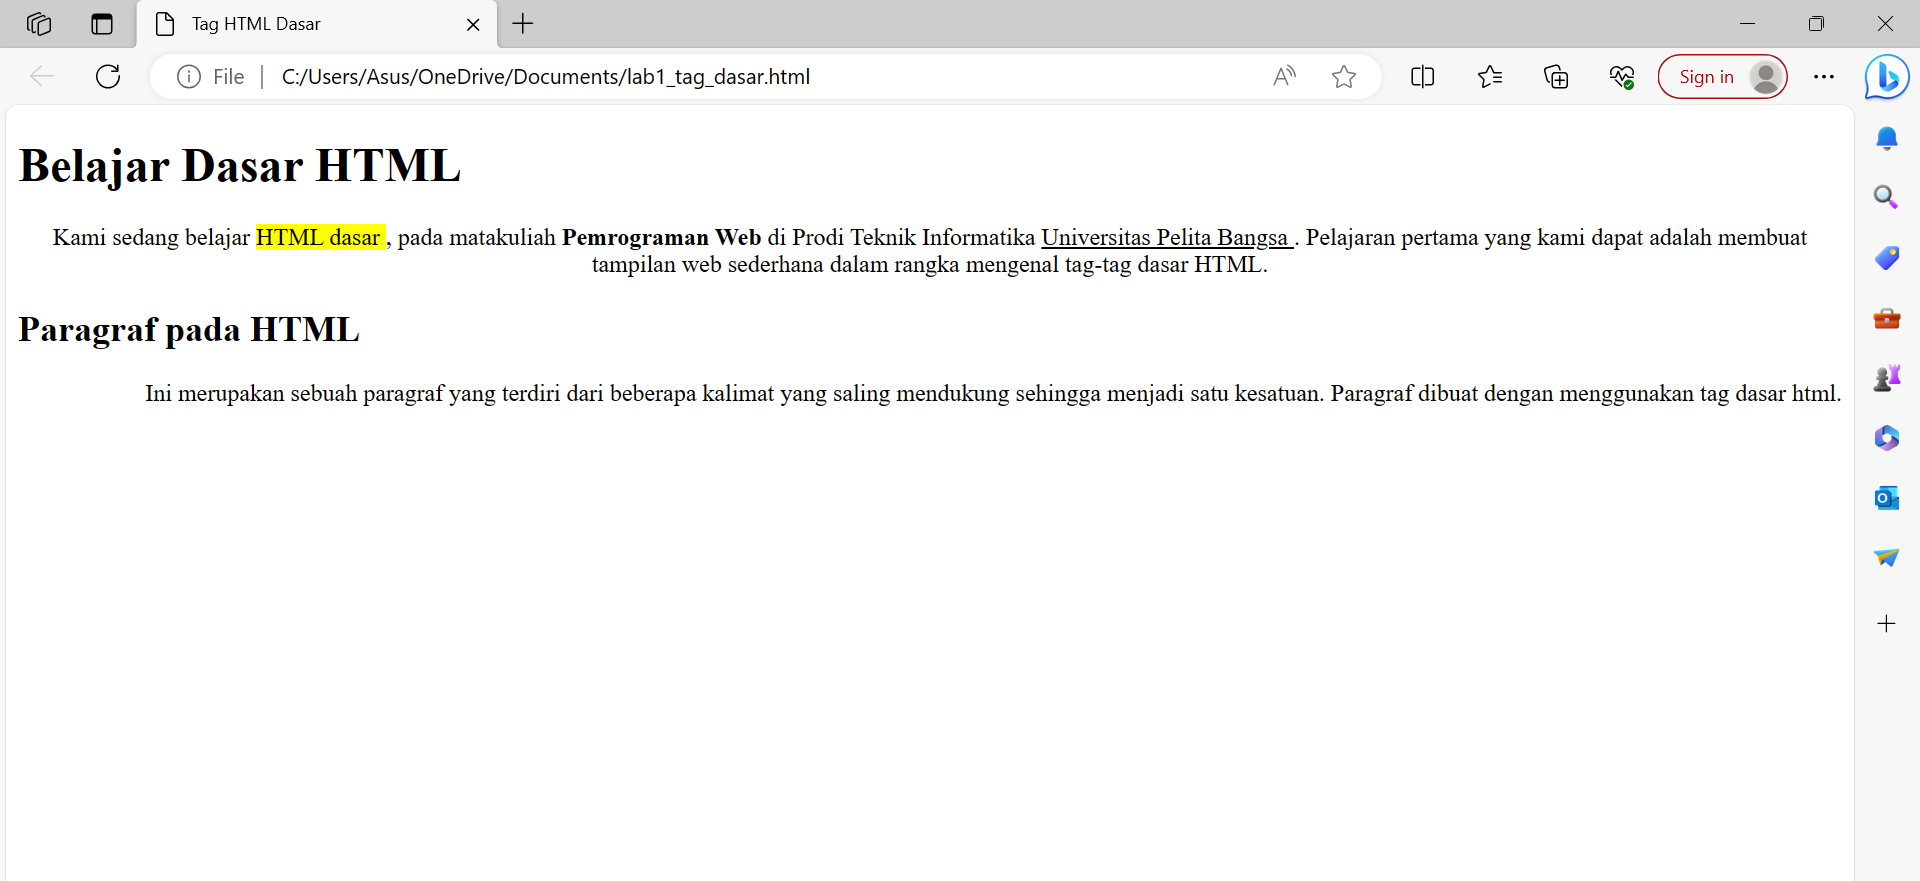 Tag HTML Dasar
File C:/Users/Asus/OneDrive/Documents/lab1_tag_dasar.html
Sign in
Belajar Dasar HTML
Kami sedang belajar HTML dasar , pada matakuliah Pemrograman Web di Prodi Teknik Informatika Universitas Pelita Bangsa . Pelajaran pertama yang kami dapat adalah membuat
tampilan web sederhana dalam rangka mengenal tag-tag dasar HTML.
Paragraf pada HTML
Ini merupakan sebuah paragraf yang terdiri dari beberapa kalimat yang saling mendukung sehingga menjadi satu kesatuan. Paragraf dibuat dengan menggunakan tag dasar html.